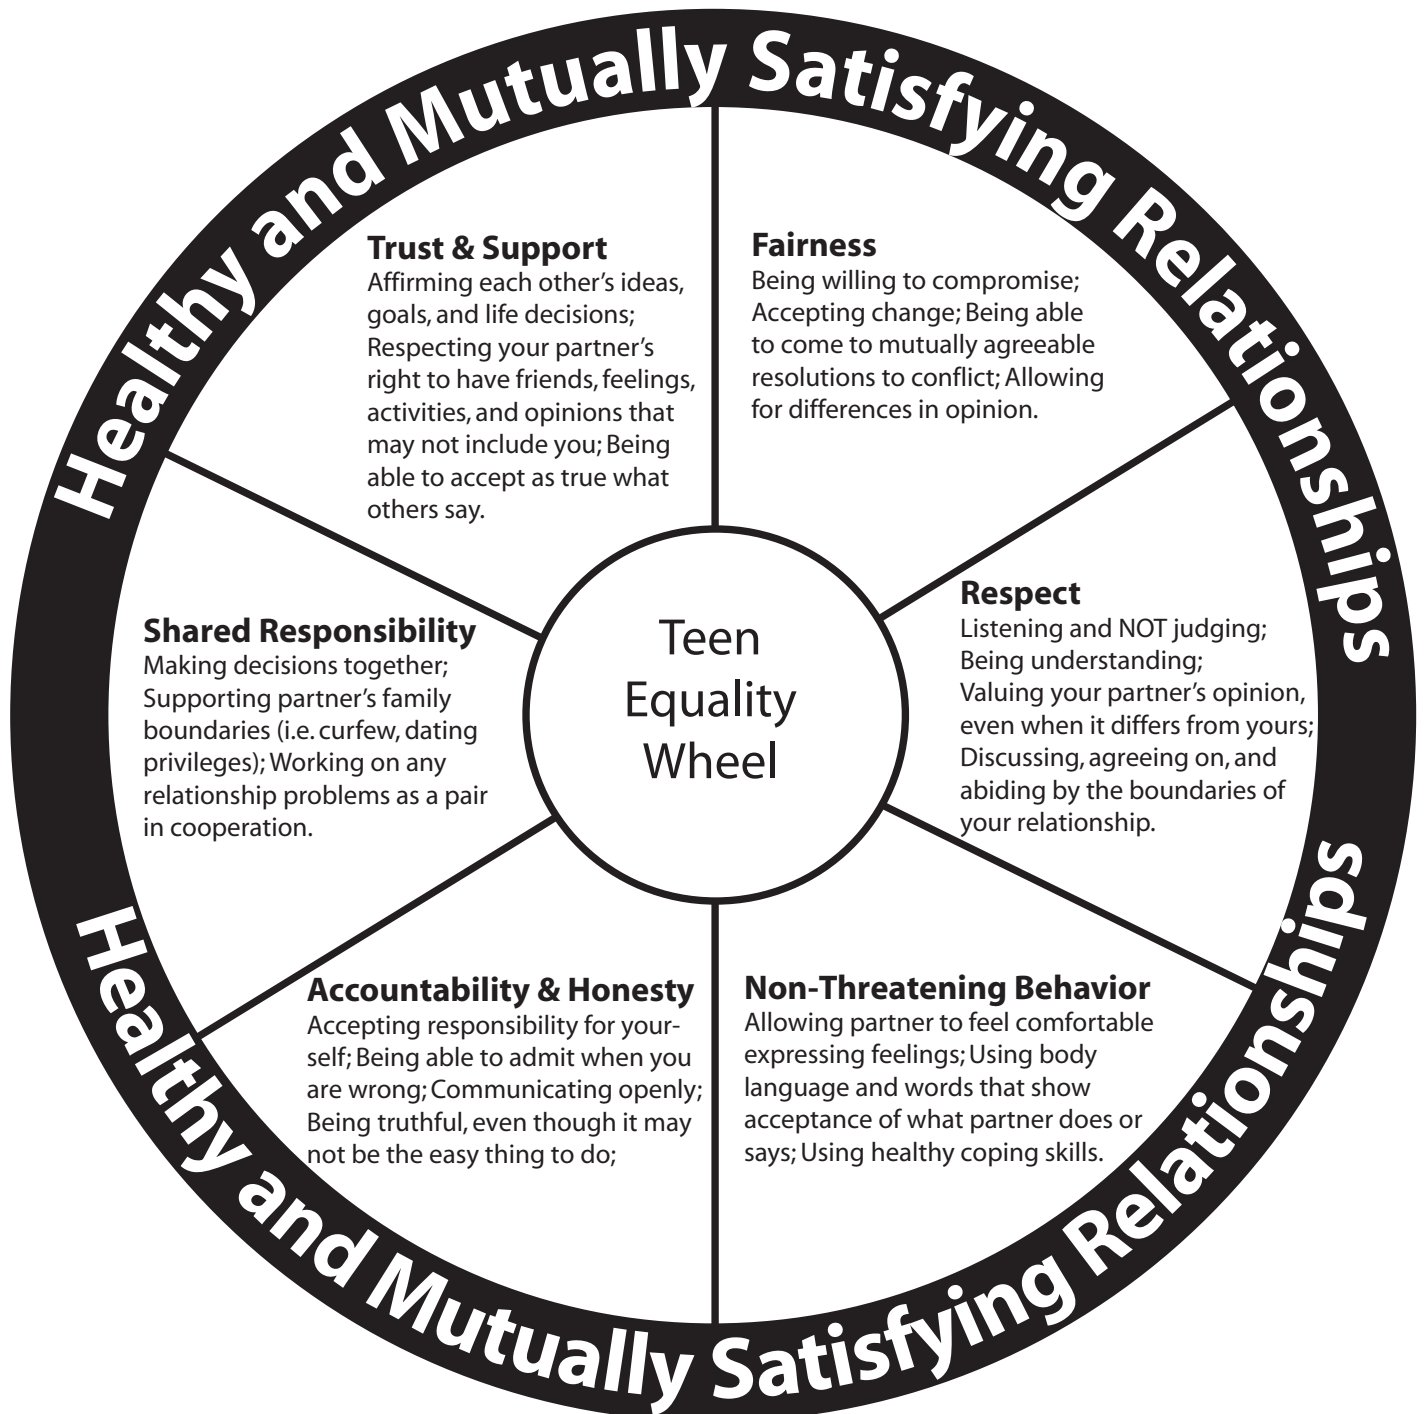 Healthy and Mutually Satisfying Relationships
Trust & Support
Affirming each other's ideas,
goals, and life decisions;
Respecting your partner's
right to have friends, feelings,
activities, and opinions that
may not include you; Being
able to accept as true what
others say.
Fairness
Being willing to compromise;
Accepting change; Being able
to come to mutually agreeable
resolutions to conflict; Allowing
for differences in opinion.
Shared Responsibility
Making decisions together;
Supporting partner's family
boundaries (i.e. curfew, dating
privileges); Working on any
relationship problems as a pair
in cooperation.
Teen
Equality
Wheel
Respect
Listening and NOT judging;
Being understanding;
Valuing your partner's opinion,
even when it differs from yours;
Discussing, agreeing on, and
abiding by the boundaries of
your relationship.
Accountability & Honesty
Accepting responsibility for your-
self; Being able to admit when you
are wrong; Communicating openly;
Being truthful, even though it may
not be the easy thing to do;
Non-Threatening Behavior
Allowing partner to feel comfortable
expressing feelings; Using body
language and words that show
acceptance of what partner does or
says; Using healthy coping skills.
Healthy and Mutually Satisfying Relationships